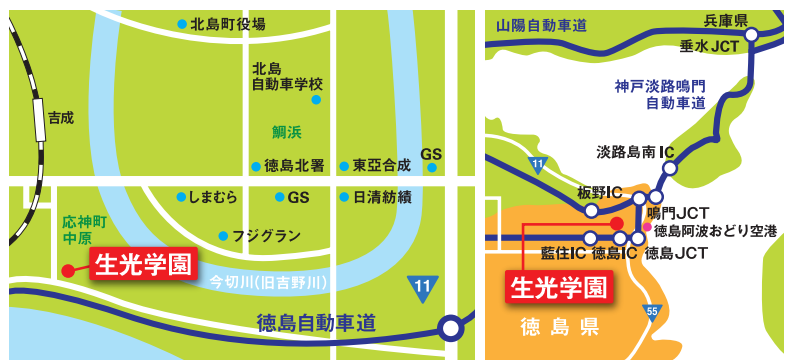 北島町役場
北島
自動車学校
吉成
鯛浜
徳島北署
東亞合成
GS
しまむら
GS
日清紡績
応神町
中原
フジグラン
生光学園
今切川(旧吉野川)
11
徳島自動車道
山陽自動車道
兵庫県
垂水JCT
神戸淡路鳴門
自動車道
淡路島南IC
11
板野IC
鳴門JCT
徳島阿波おどり空港
藍住IC
徳島IC
徳島JCT
生光学園
55
徳島県